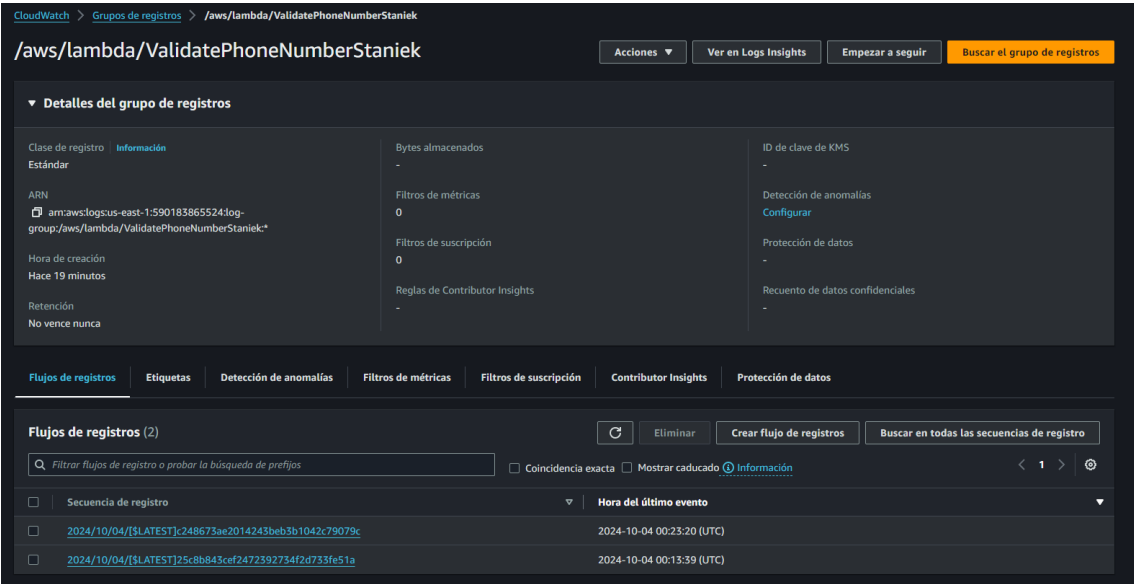 CloudWatch > Grupos de registros > /aws/lambda/ValidatePhoneNumberStaniek
/aws/lambda/ValidatePhoneNumberStaniek
Acciones ▼ Ver en Logs Insights Empezar a seguir Buscar el grupo de registros
▼ Detalles del grupo de registros
Clase de registro | Información
Estándar
ARN
arn:aws:logs:us-east-1:590183865524:log-
group:/aws/lambda/ValidatePhoneNumberStaniek:*
Hora de creación
Hace 19 minutos
Retención
No vence nunca
Bytes almacenados
-
Filtros de métricas
0
Filtros de suscripción
0
Reglas de Contributor Insights
-
ID de clave de KMS
-
Detección de anomalías
Configurar
Protección de datos
-
Recuento de datos confidenciales
-
Flujos de registros Etiquetas Detección de anomalías Filtros de métricas Filtros de suscripción Contributor Insights Protección de datos
Flujos de registros (2)
Eliminar Crear flujo de registros Buscar en todas las secuencias de registro
Filtrar flujos de registro o probar la búsqueda de prefijos
Coincidencia exacta Mostrar caducado Información
< 1 >
Secuencia de registro Hora del último evento
2024/10/04/[$LATEST]c248673ae2014243beb3b1042c79079c 2024-10-04 00:23:20 (UTC)
2024/10/04/[$LATEST]25c8b843cef2472392734f2d733fe51a 2024-10-04 00:13:39 (UTC)